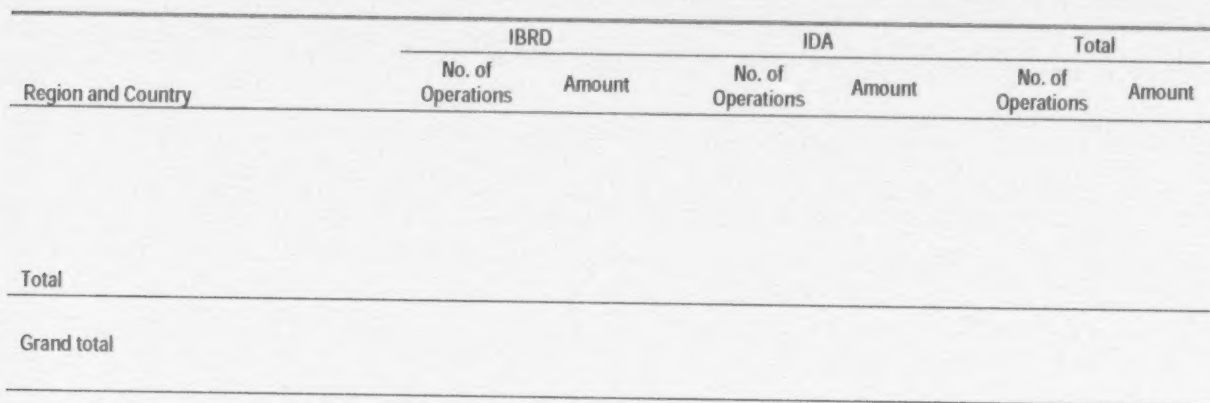 IBRD IDA Total
Region and Country No. of Operations Amount No. of Operations Amount No. of Operations Amount
Total
Grand total